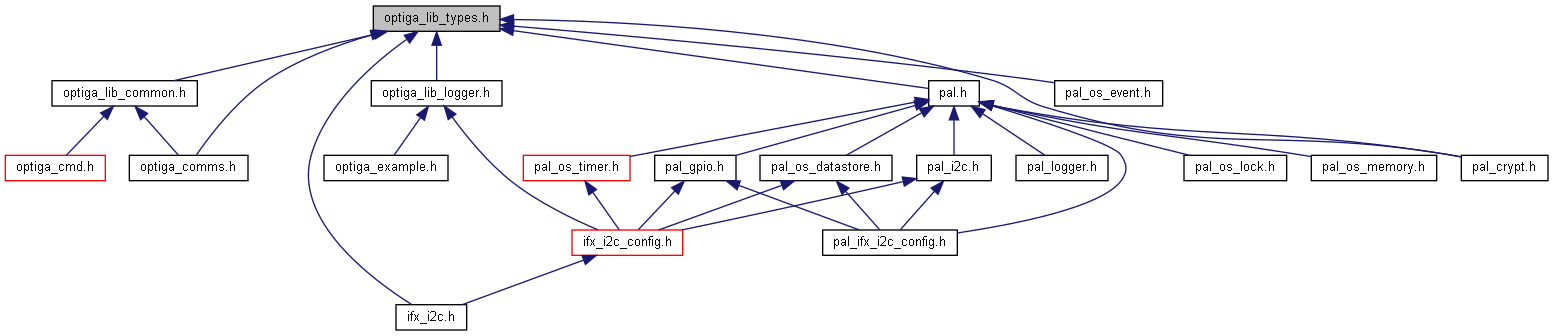 optiga_lib_types.h
optiga_lib_common.h
optiga_lib_logger.h
pal.h
pal_os_event.h
optiga_cmd.h
optiga_comms.h
optiga_example.h
pal_os_timer.h
pal_gpio.h
pal_os_datastore.h
pal_i2c.h
pal_logger.h
pal_os_lock.h
pal_os_memory.h
pal_crypt.h
ifx_i2c_config.h
pal_ifx_i2c_config.h
ifx_i2c.h